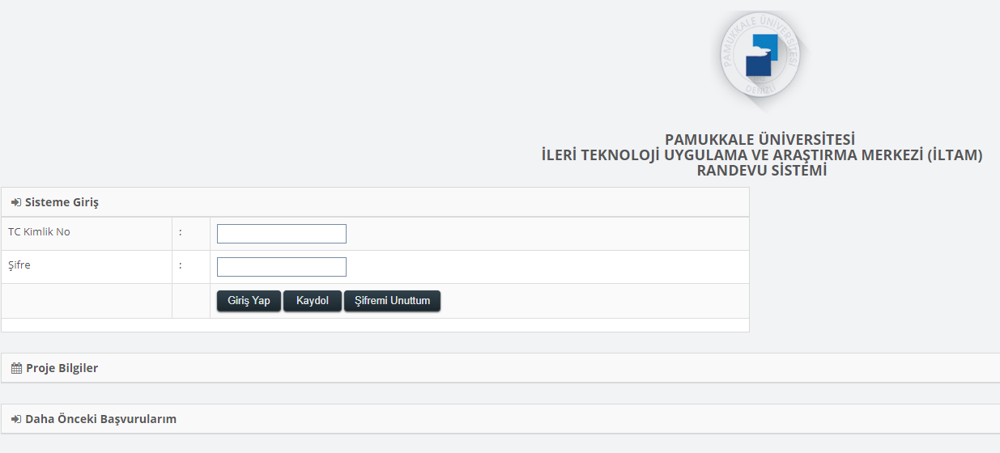 PAMUKKALE ÜNİVERSİTESİ
DENİZLİ
PAMUKKALE ÜNİVERSİTESİ
İLERİ TEKNOLOJİ UYGULAMA VE ARAŞTIRMA MERKEZİ (İLTAM)
RANDEVU SİSTEMİ
Sisteme Giriş
TC Kimlik No :
Şifre :
Giriş Yap Kaydol Şifremi Unuttum
Proje Bilgiler
Daha Önceki Başvurularım